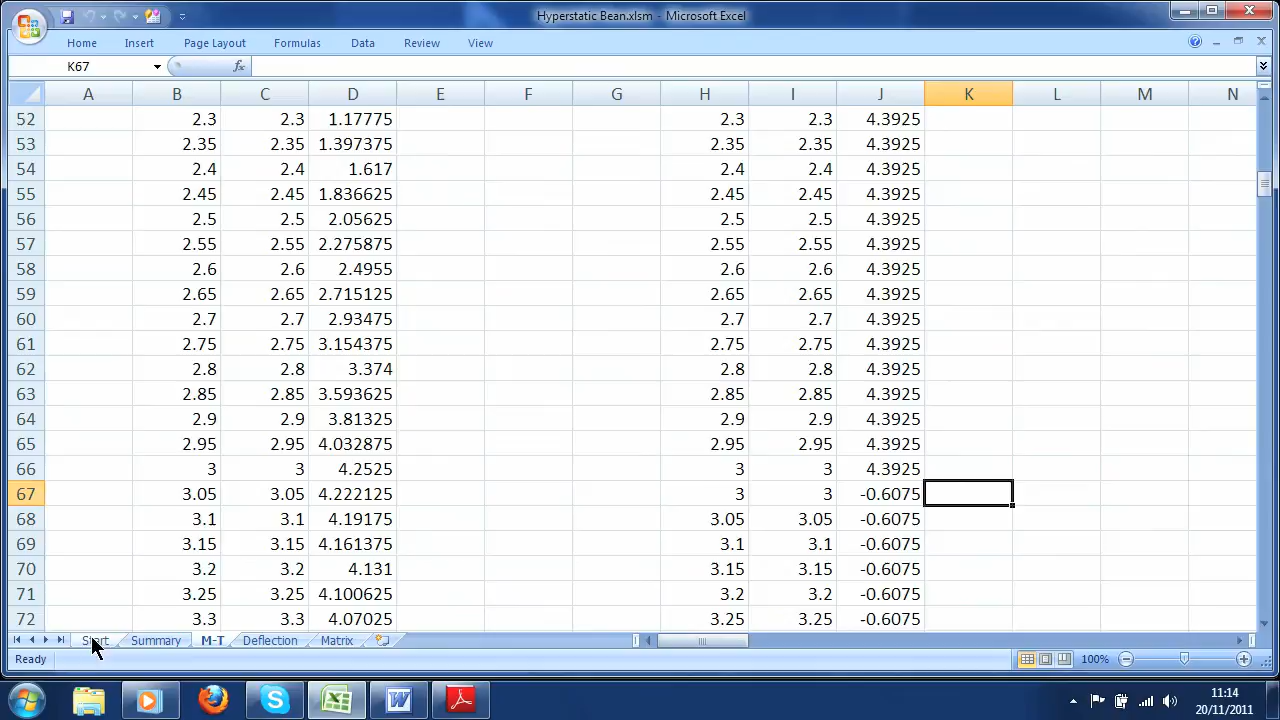 Hyperstatic Bean.xlsm - Microsoft Excel
Home Insert Page Layout Formulas Data Review View
K67 fx
A B C D E F G H I J K L M N
52 2.3 2.3 1.17775 2.3 2.3 4.3925
53 2.35 2.35 1.397375 2.35 2.35 4.3925
54 2.4 2.4 1.617 2.4 2.4 4.3925
55 2.45 2.45 1.836625 2.45 2.45 4.3925
56 2.5 2.5 2.05625 2.5 2.5 4.3925
57 2.55 2.55 2.275875 2.55 2.55 4.3925
58 2.6 2.6 2.4955 2.6 2.6 4.3925
59 2.65 2.65 2.715125 2.65 2.65 4.3925
60 2.7 2.7 2.93475 2.7 2.7 4.3925
61 2.75 2.75 3.154375 2.75 2.75 4.3925
62 2.8 2.8 3.374 2.8 2.8 4.3925
63 2.85 2.85 3.593625 2.85 2.85 4.3925
64 2.9 2.9 3.81325 2.9 2.9 4.3925
65 2.95 2.95 4.032875 2.95 2.95 4.3925
66 3 3 4.2525 3 3 4.3925
67 3.05 3.05 4.222125 3 3 -0.6075
68 3.1 3.1 4.19175 3.05 3.05 -0.6075
69 3.15 3.15 4.161375 3.1 3.1 -0.6075
70 3.2 3.2 4.131 3.15 3.15 -0.6075
71 3.25 3.25 4.100625 3.2 3.2 -0.6075
72 3.3 3.3 4.07025 3.25 3.25 -0.6075
Start Summary M-T Deflection Matrix
Ready 100%
11:14
20/11/2011